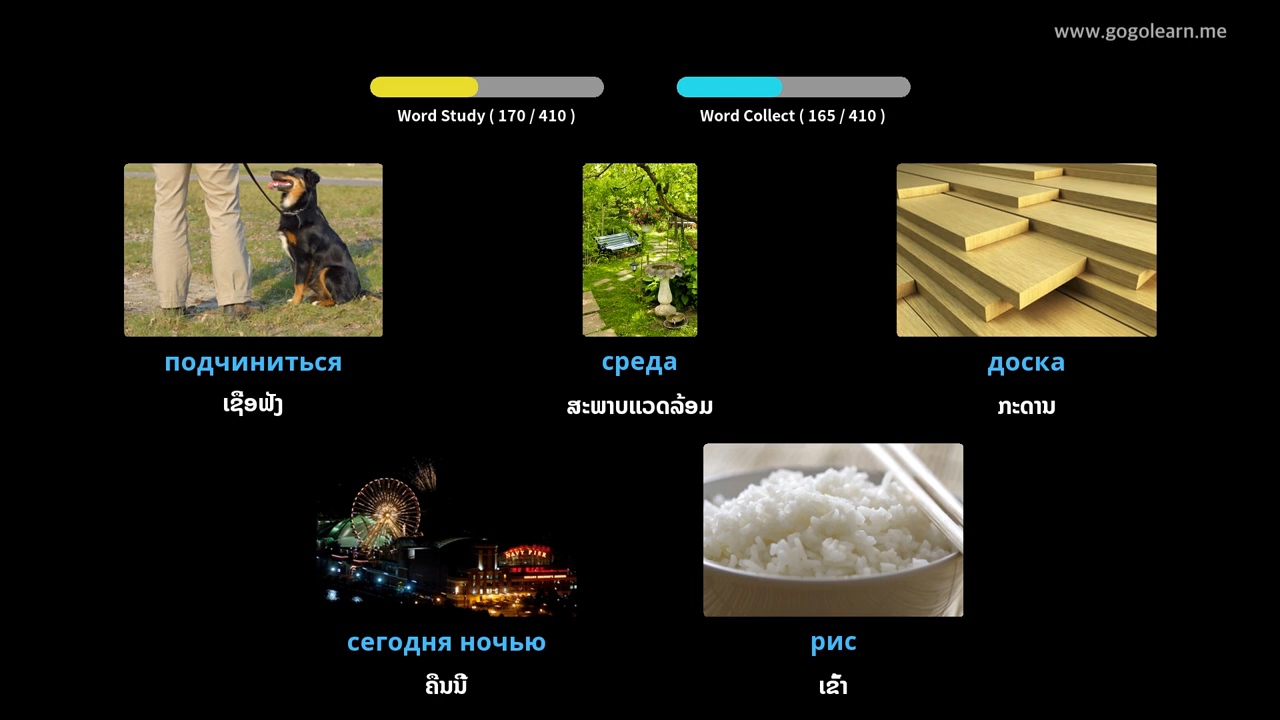 www.gogolearn.me
Word Study ( 170 / 410 )
Word Collect ( 165 / 410 )
подчиниться
среда
доска
ເຊື່ອຟັງ
ສະພາບແວດລ້ອມ
ກະດານ
NAVY PIER
сегодня ночью
рис
ຄືນນີ້
ເຂົ້າ